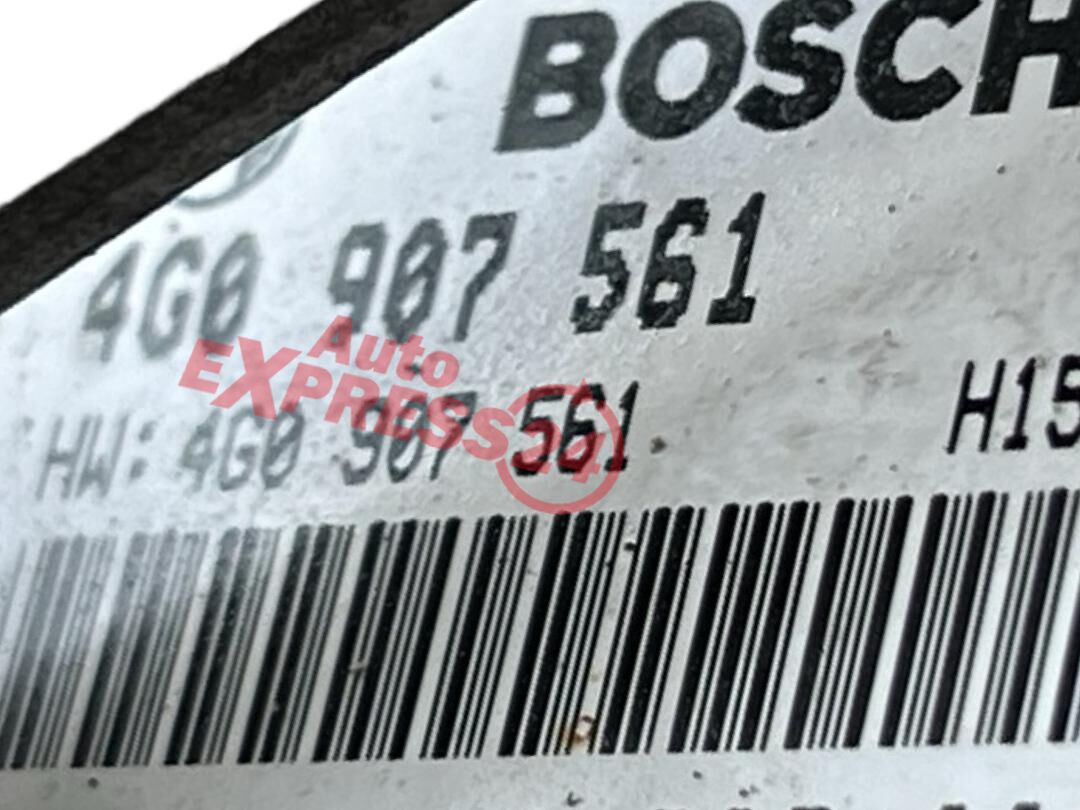 BOSCH
4G0 907 561
Auto
EXPRESS24
HW: 4G0 907 561 H15